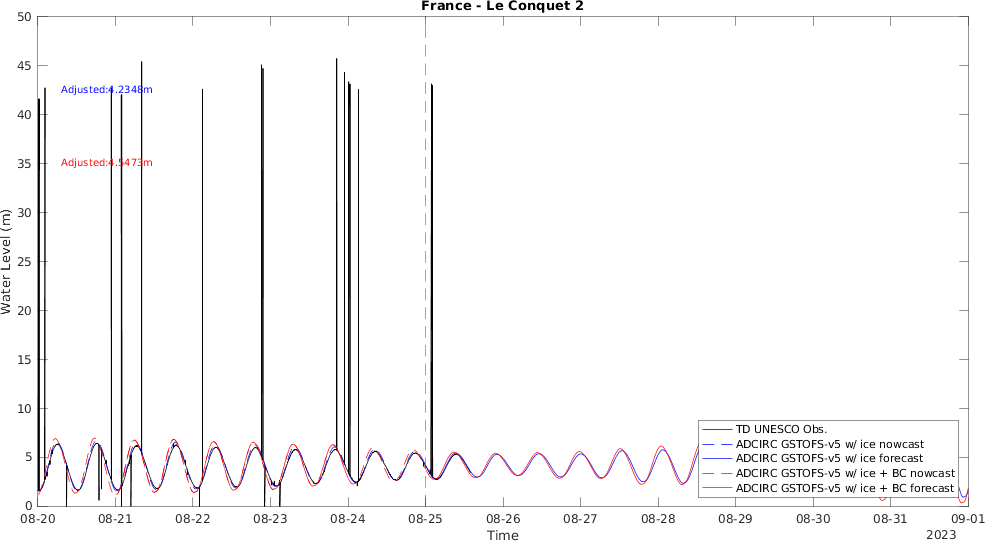 France - Le Conquet 2
50
45
40
35
30
25
20
15
10
5
0
Water Level (m)
Adjusted:4.2348m
Adjusted:4.5473m
TD UNESCO Obs.
ADCIRC GSTOFS-v5 w/ ice nowcast
ADCIRC GSTOFS-v5 w/ ice forecast
ADCIRC GSTOFS-v5 w/ ice + BC nowcast
ADCIRC GSTOFS-v5 w/ ice + BC forecast
08-20 08-21 08-22 08-23 08-24 08-25 08-26 08-27 08-28 08-29 08-30 08-31 09-01
Time
2023